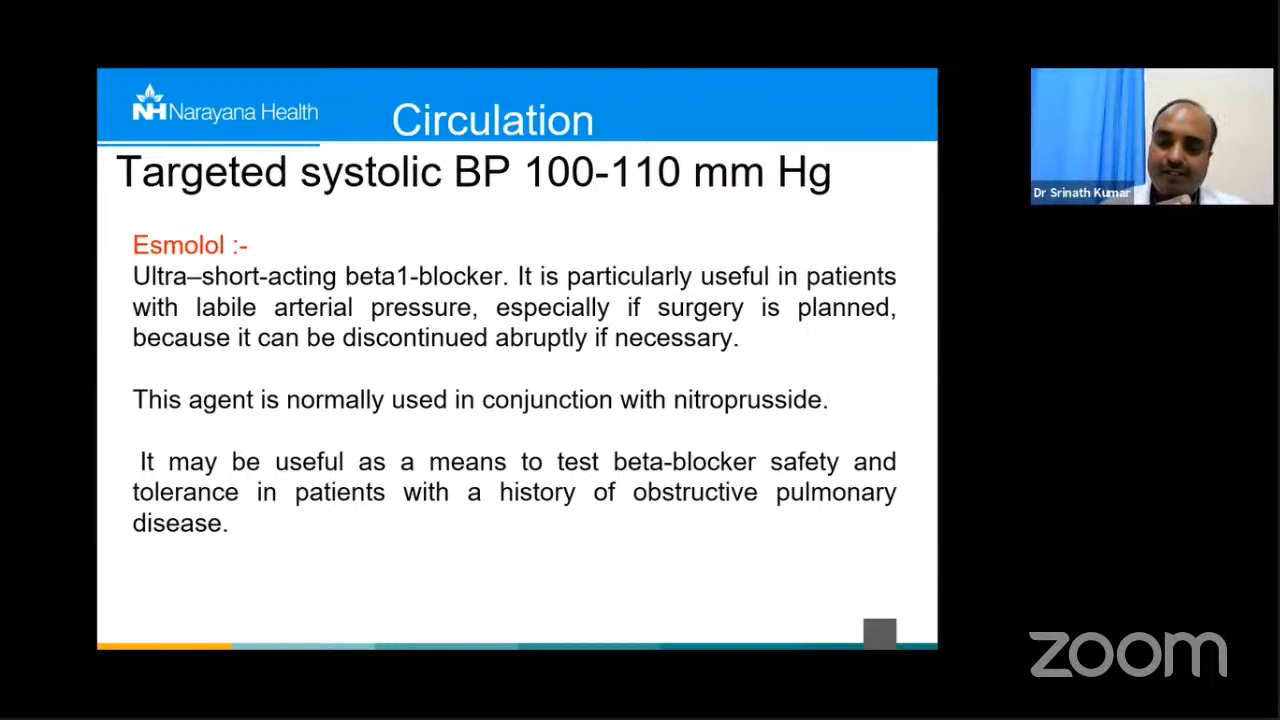 NH Narayana Health
Circulation
Targeted systolic BP 100-110 mm Hg
Dr Srinath Kumar
Esmolol :-
Ultra–short-acting beta1-blocker. It is particularly useful in patients
with labile arterial pressure, especially if surgery is planned,
because it can be discontinued abruptly if necessary.
This agent is normally used in conjunction with nitroprusside.
It may be useful as a means to test beta-blocker safety and
tolerance in patients with a history of obstructive pulmonary
disease.
zoom